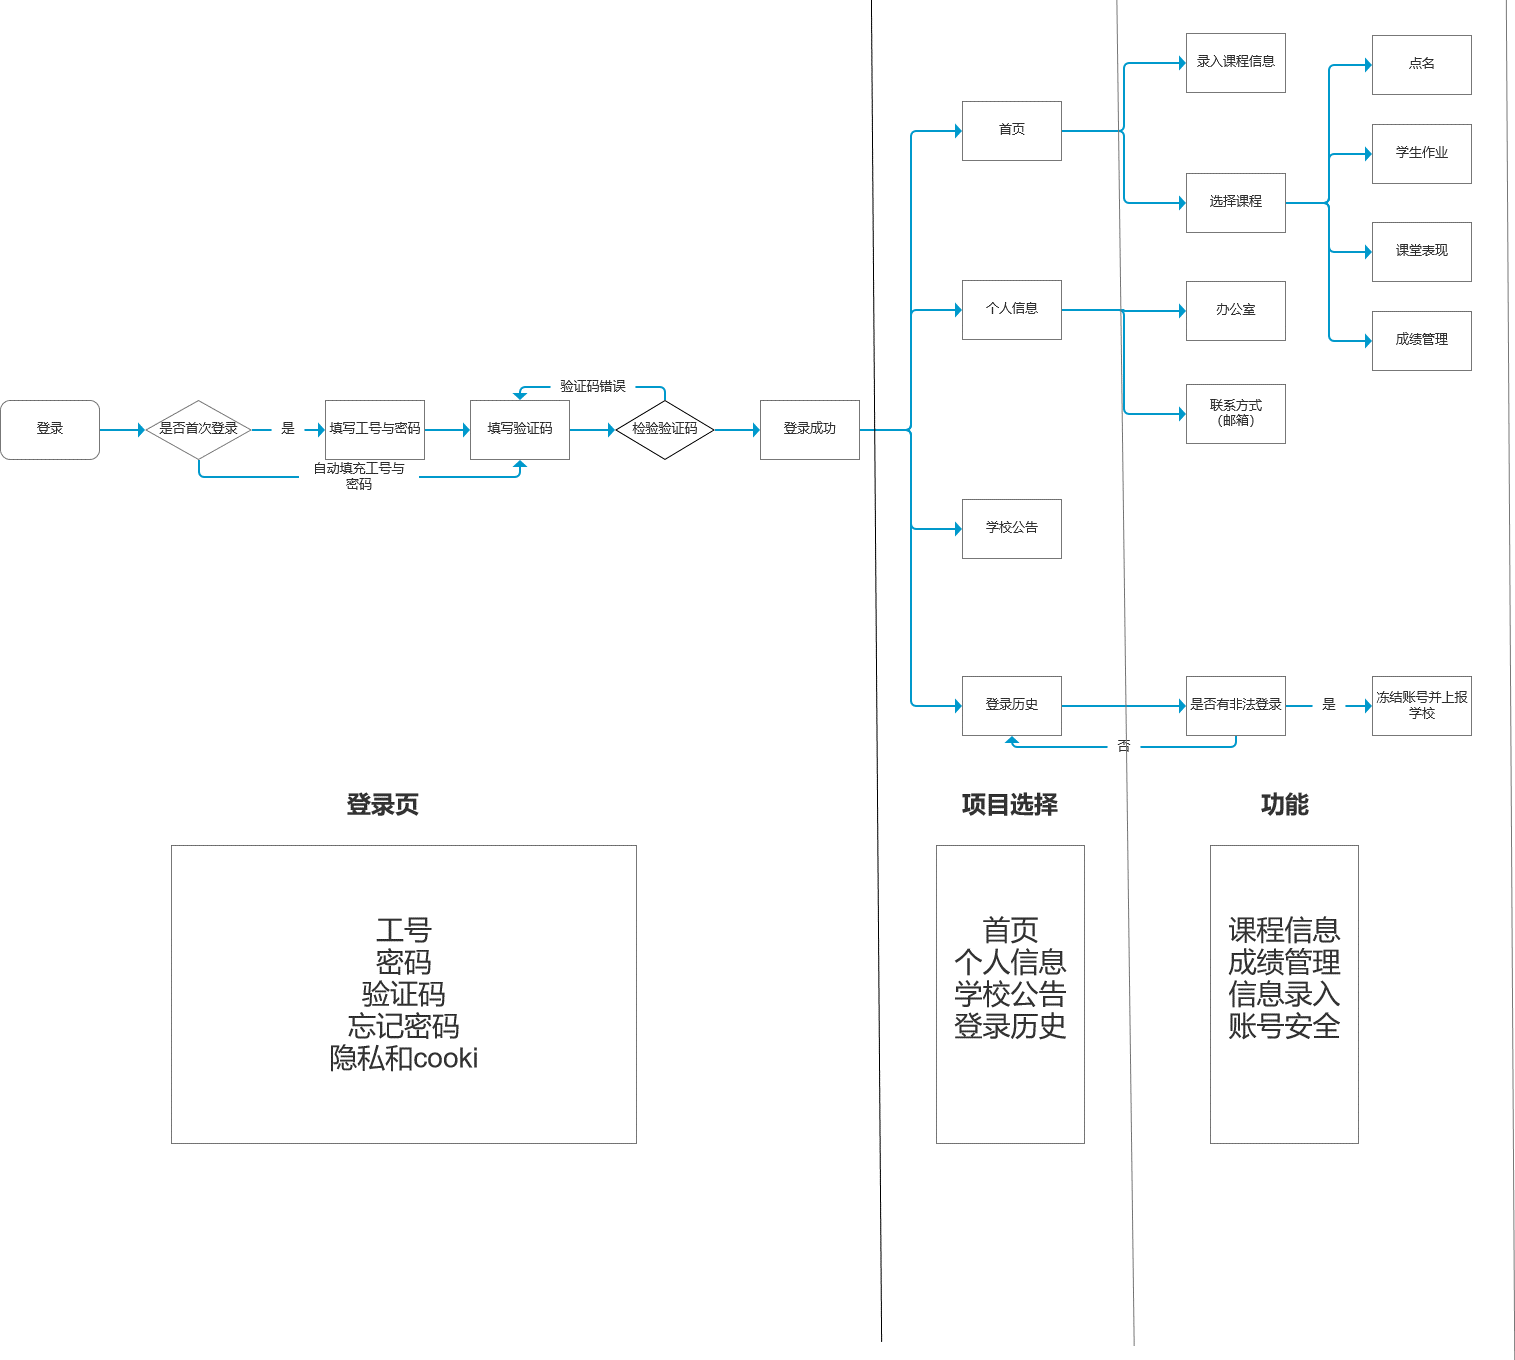 录入课程信息
点名
首页
学生作业
选择课程
课堂表现
个人信息
办公室
成绩管理
验证码错误
联系方式
（邮箱）
登录
是否首次登录
是
填写工号与密码
填写验证码
检验验证码
登录成功
自动填充工号与
密码
学校公告
登录历史
是否有非法登录
是
冻结账号并上报
学校
否
登录页
项目选择
功能
工号
密码
验证码
忘记密码
隐私和cooki
首页
个人信息
学校公告
登录历史
课程信息
成绩管理
信息录入
账号安全